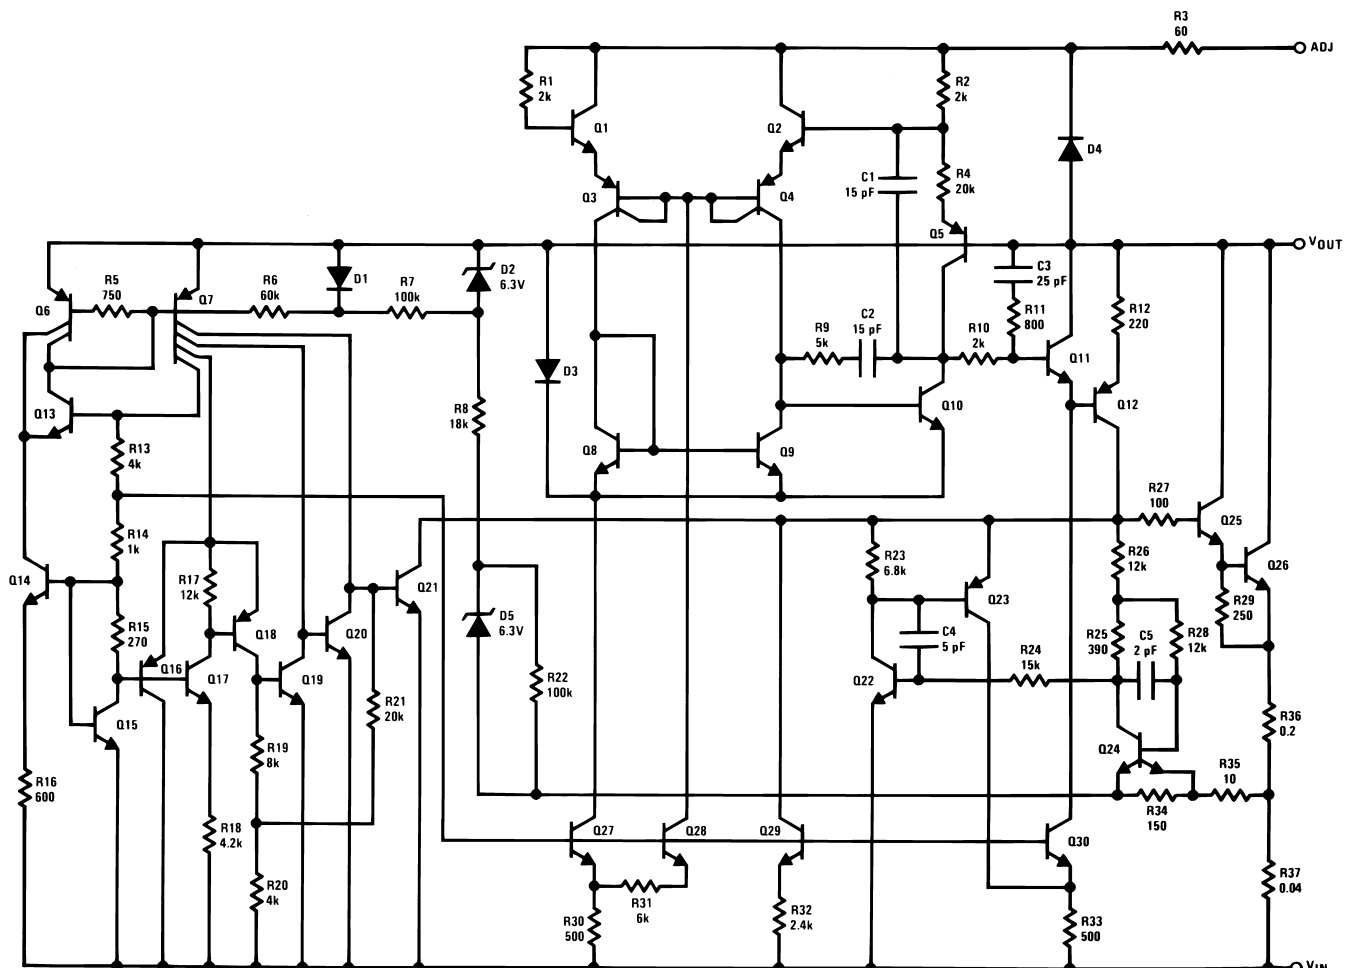 R3
60
ADJ
R1
2k
Q1
Q2
R2
2k
D4
C1
15 pF
R4
20k
Q3
Q4
Q5
VOUT
R5
750
Q6
Q7
R6
60k
D1
R7
100k
D2
6.3V
C3
25 pF
R11
800
R12
220
D3
R9
5k
C2
15 pF
R10
2k
Q11
Q13
R8
18k
Q10
Q12
R13
4k
Q8
Q9
R27
100
Q25
R14
1k
Q14
R17
12k
Q21
R23
6.8k
Q23
R26
12k
Q26
R29
250
R15
270
Q18
Q20
D5
6.3V
C4
5 pF
R25
390
C5
2 pF
R28
12k
R24
15k
Q16
Q17
Q19
R22
100k
Q22
R21
20k
Q15
R36
0.2
Q24
R19
8k
R35
10
R16
600
R34
150
R18
4.2k
Q27
Q28
Q29
Q30
R20
4k
R31
6k
R37
0.04
R30
500
R32
2.4k
R33
500
VIN